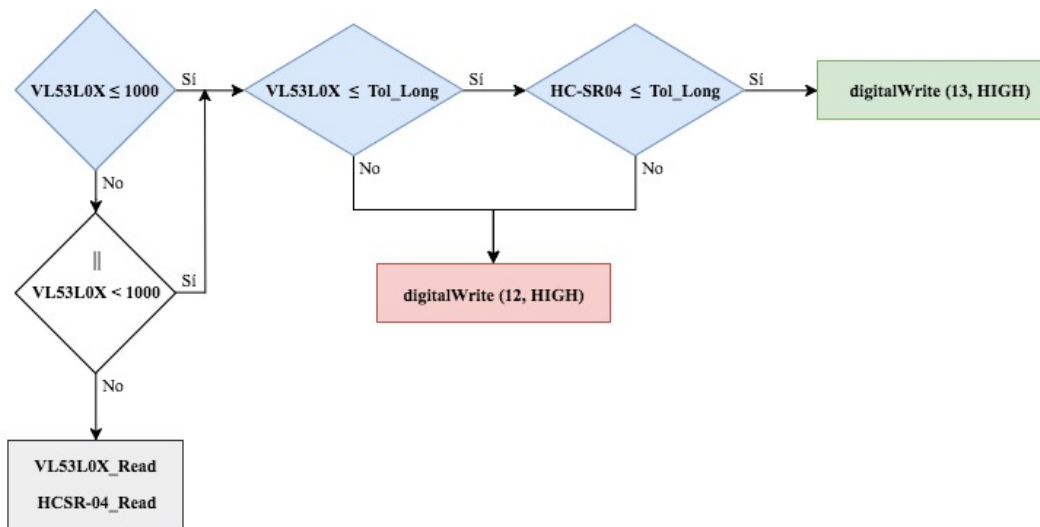 VL53L0X ≤ 1000
Sí
VL53L0X ≤ Tol_Long
Sí
HC-SR04 ≤ Tol_Long
Sí
digitalWrite (13, HIGH)
No
No
No
||
VL53L0X < 1000
Sí
digitalWrite (12, HIGH)
No
VL53L0X_Read
HCSR-04_Read